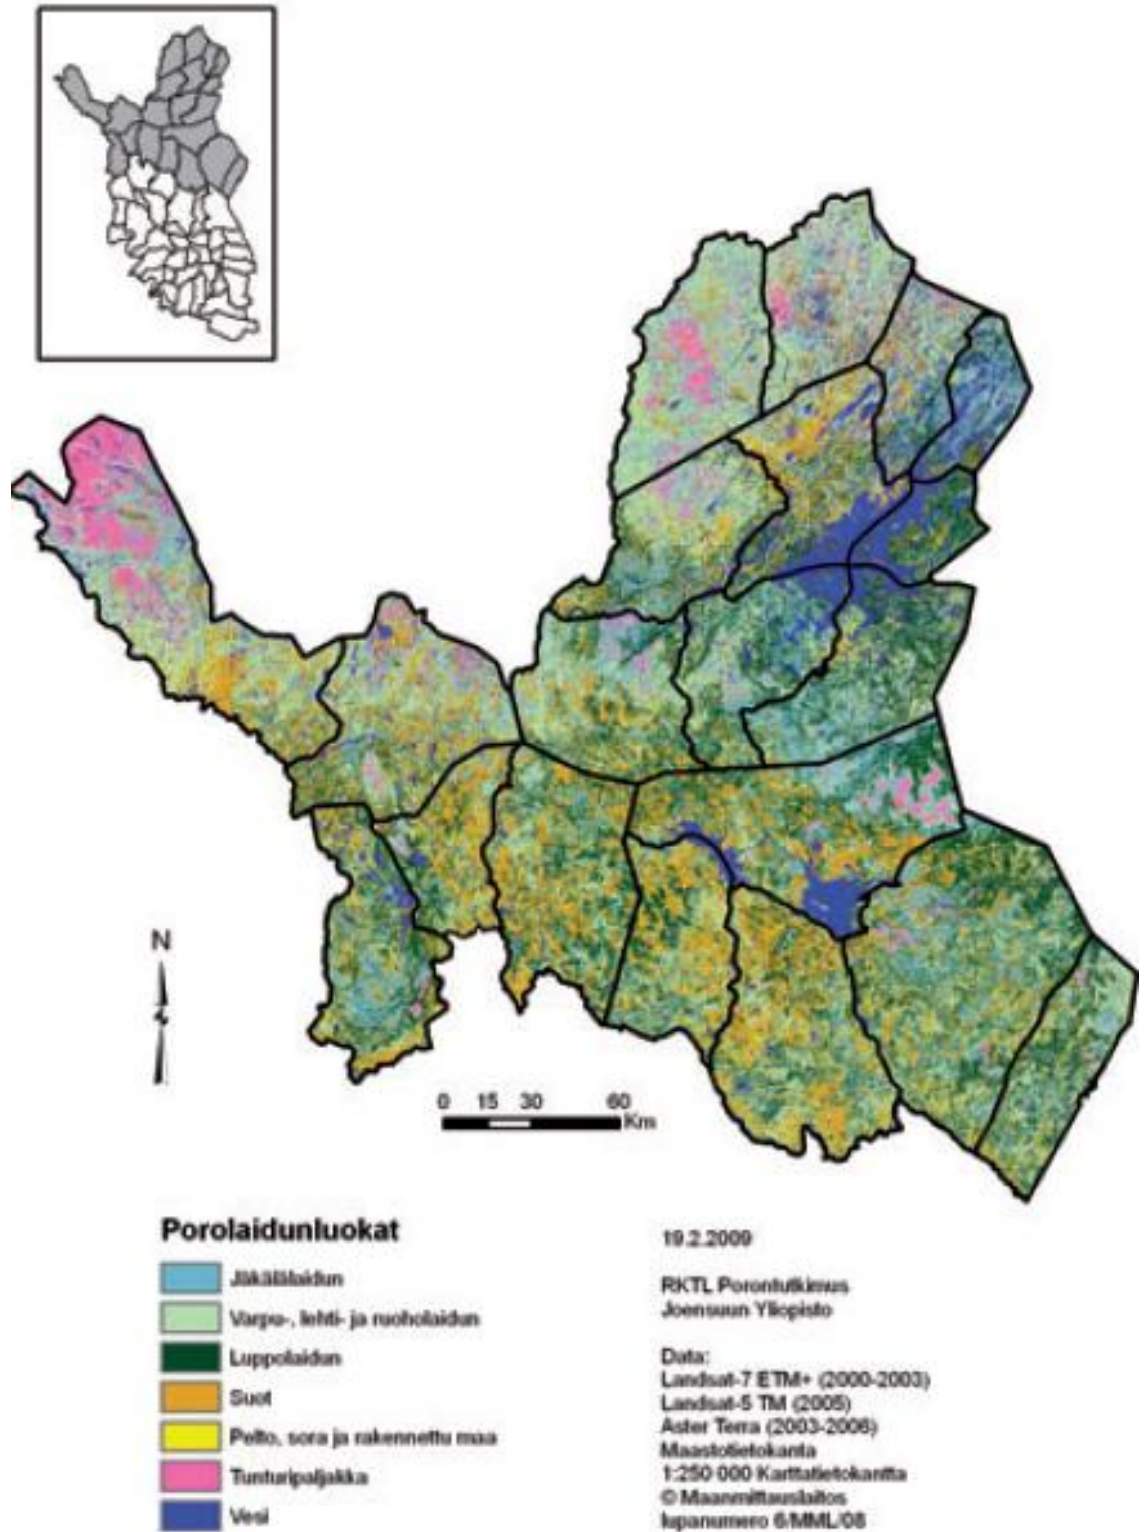 N
0 15 30 60
Km
Porolaidunluokat
Jäkälälaidun
Varpu-, lehti- ja ruoholaidun
Luppolaidun
Suot
Pelto, sora ja rakennettu maa
Tunturipaljakka
Vesi
19.2.2009
RKTL Porontutkimus
Joensuun Yliopisto
Data:
Landsat-7 ETM+ (2000-2003)
Landsat-5 TM (2005)
Aster Terra (2003-2006)
Maastotietokanta
1:250 000 Karttatietokantta
© Maanmittauslaitos
lupanumero 6/MML/08